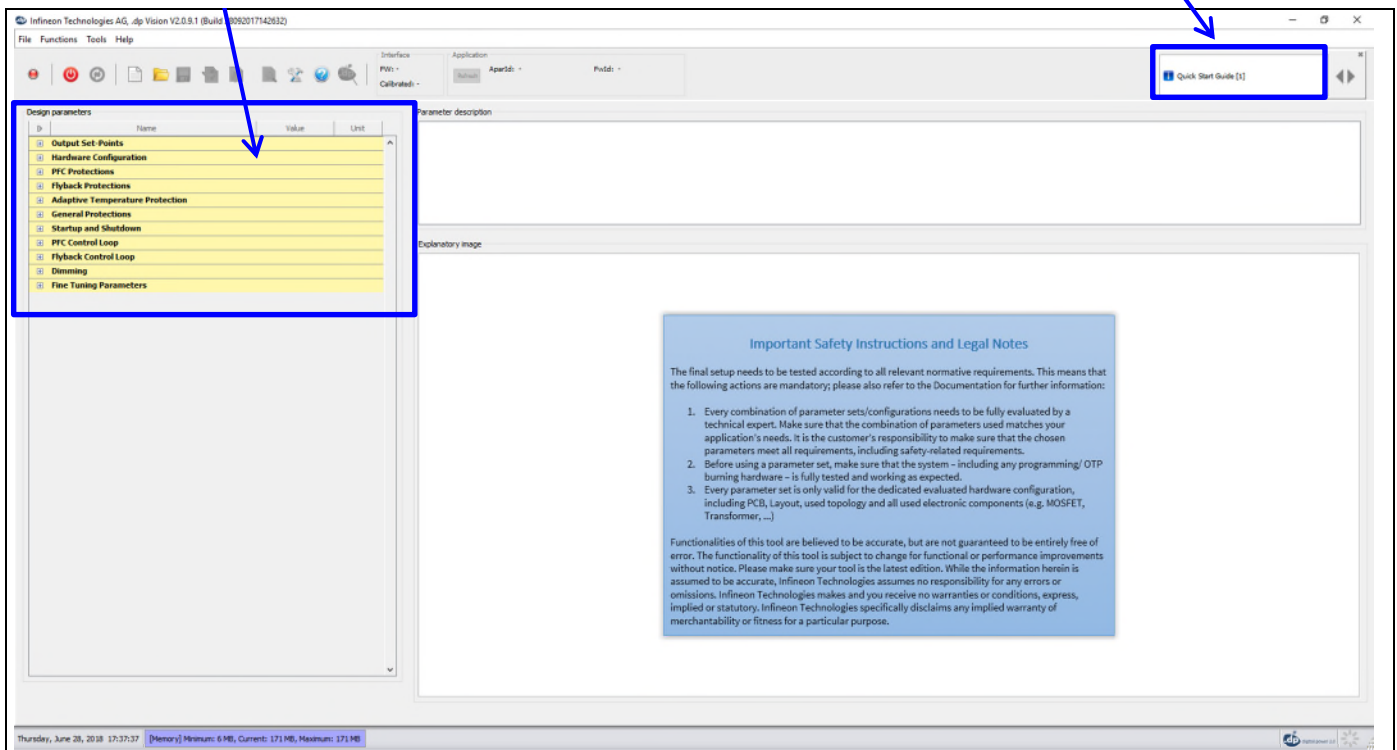 Infineon Technologies AG, .dp Vision V2.0.9.1 (Build 8092017142632)
File Functions Tools Help
Interface
FW: -
Calibrated: -
Application
Refresh
AparId: -
FwId: -
Quick Start Guide [1]
Design parameters
Name Value Unit
Output Set-Points
Hardware Configuration
PFC Protections
Flyback Protections
Adaptive Temperature Protection
General Protections
Startup and Shutdown
PFC Control Loop
Flyback Control Loop
Dimming
Fine Tuning Parameters
Parameter description
Explanatory image
Important Safety Instructions and Legal Notes
The final setup needs to be tested according to all relevant normative requirements. This means that
the following actions are mandatory; please also refer to the Documentation for further information:
1. Every combination of parameter sets/configurations needs to be fully evaluated by a
technical expert. Make sure that the combination of parameters used matches your
application's needs. It is the customer's responsibility to make sure that the chosen
parameters meet all requirements, including safety-related requirements.
2. Before using a parameter set, make sure that the system – including any programming/ OTP
burning hardware – is fully tested and working as expected.
3. Every parameter set is only valid for the dedicated evaluated hardware configuration,
including PCB, Layout, used topology and all used electronic components (e.g. MOSFET,
Transformer, ...)
Functionalities of this tool are believed to be accurate, but are not guaranteed to be entirely free of
error. The functionality of this tool is subject to change for functional or performance improvements
without notice. Please make sure your tool is the latest edition. While the information herein is
assumed to be accurate, Infineon Technologies assumes no responsibility for any errors or
omissions. Infineon Technologies makes and you receive no warranties or conditions, express,
implied or statutory. Infineon Technologies specifically disclaims any implied warranty of
merchantability or fitness for a particular purpose.
Thursday, June 28, 2018 17:37:37 [Memory] Minimum: 6 MB, Current: 171 MB, Maximum: 171 MB